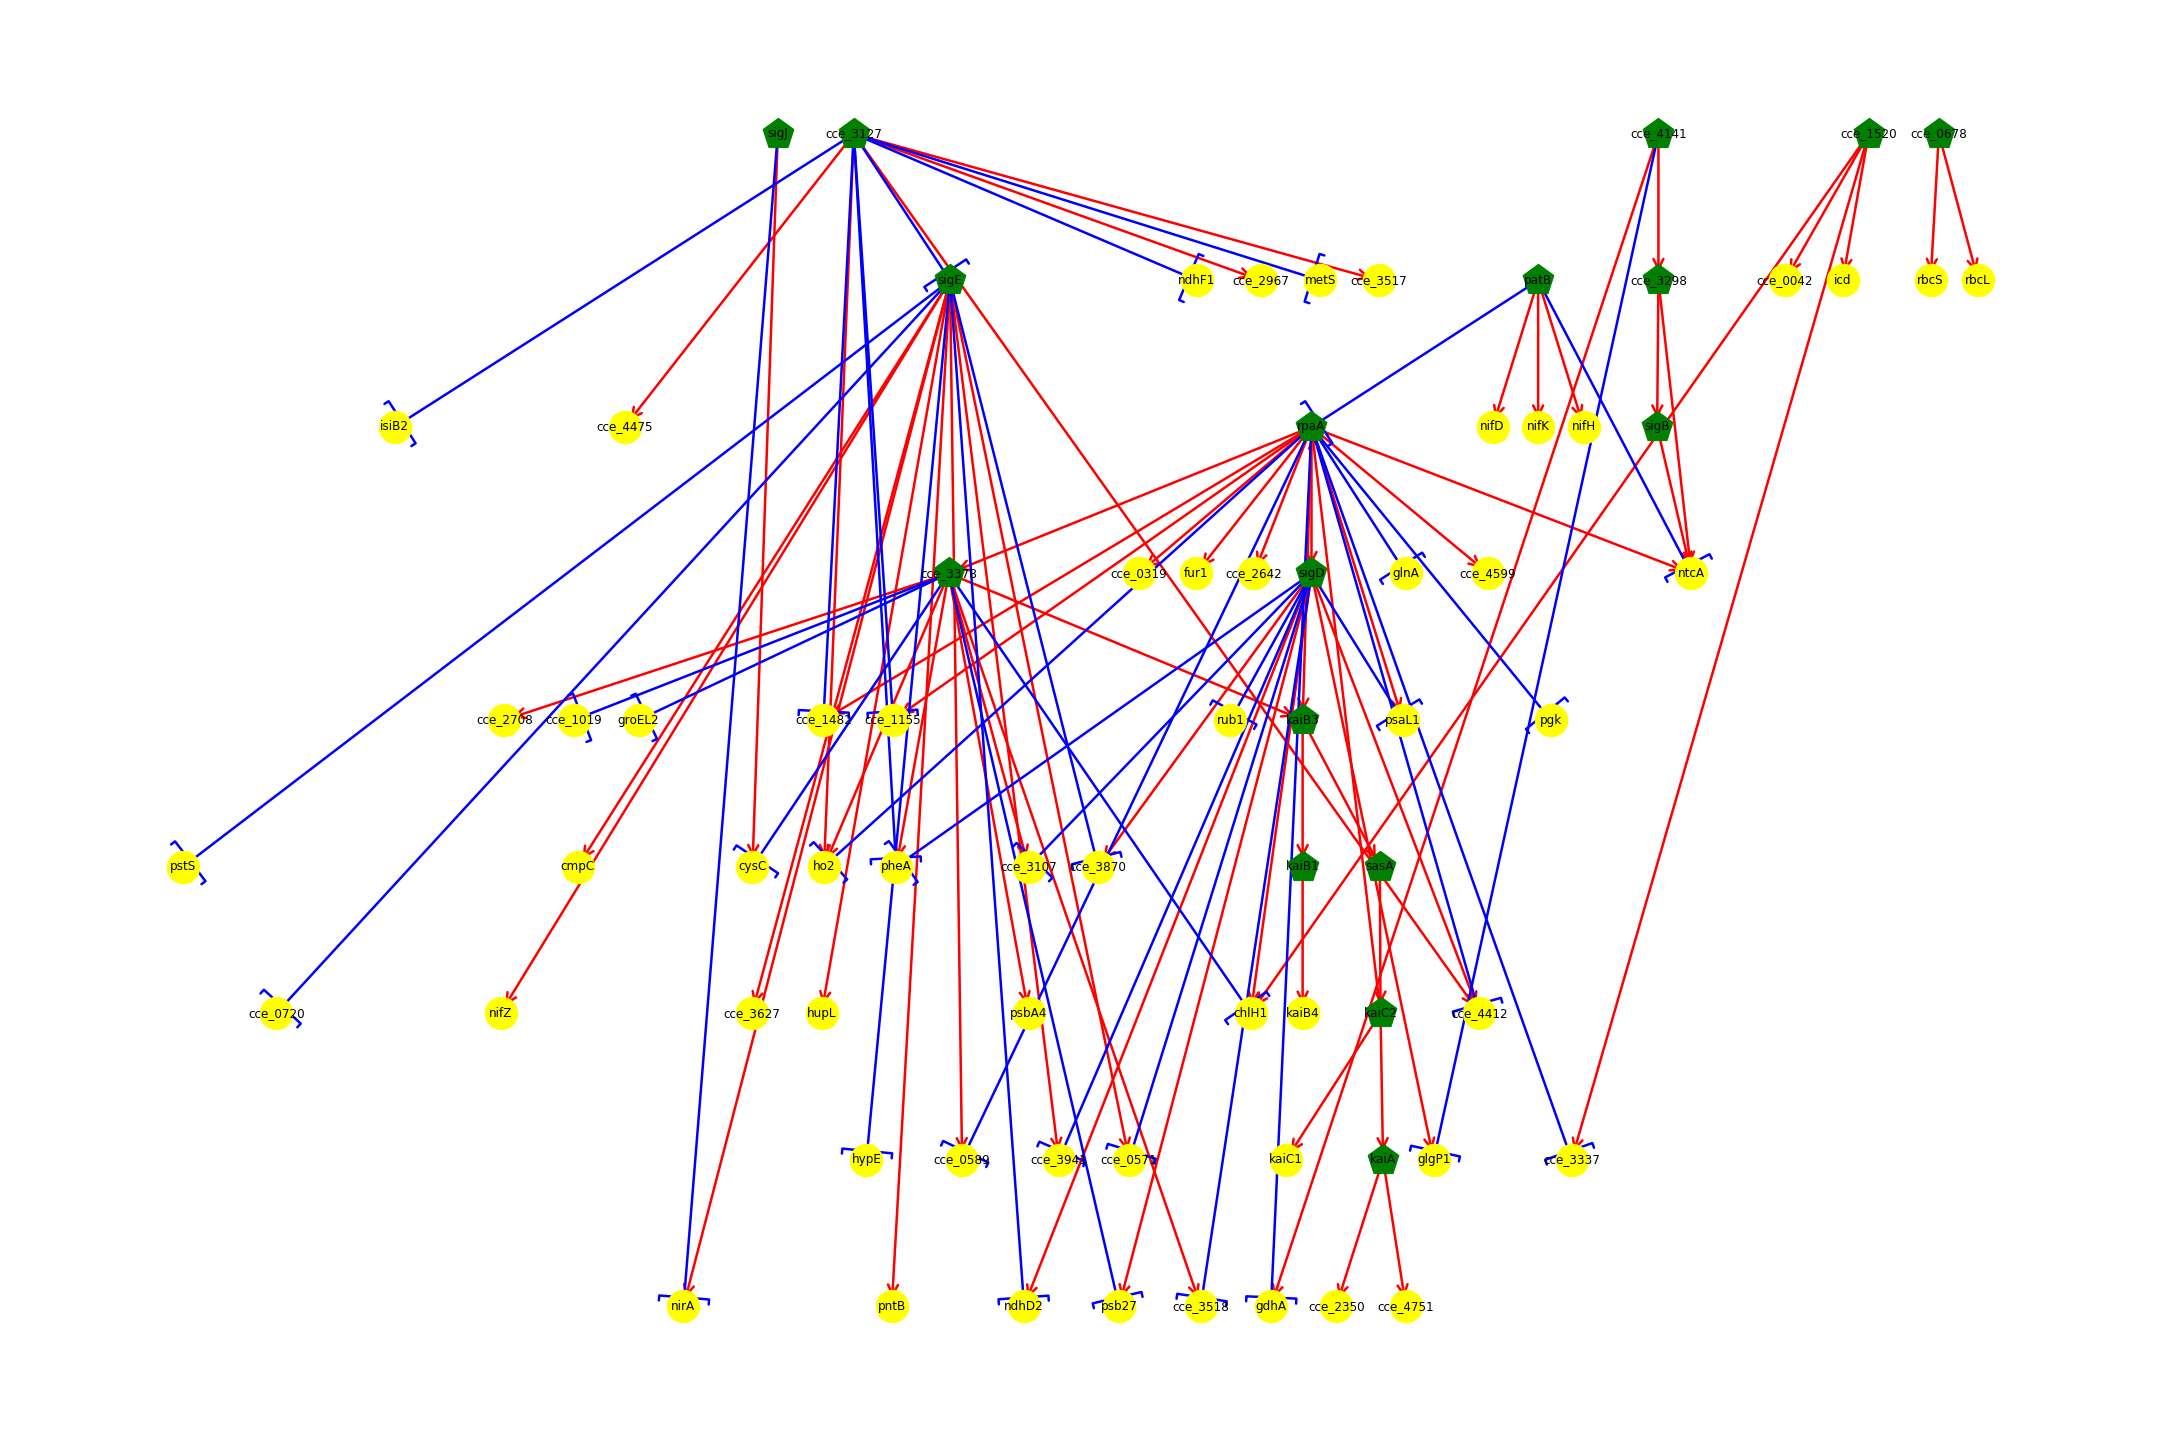 sigJ
cce_3127
cce_4141
cce_1520
cce_0678
sigE
ndhF1
cce_2967
metS
cce_3517
patB
cce_3298
cce_0042
icd
rbcS
rbcL
isiB2
cce_4475
rpaA
nifD
nifK
nifH
sigB
cce_3378
cce_0319
fur1
cce_2642
sigD
glnA
cce_4599
ntcA
cce_2708
cce_1019
groEL2
cce_1482
cce_1155
rub1
kaiB3
psaL1
pgk
pstS
cmpC
cysC
ho2
pheA
cce_3107
cce_3870
kaiB1
sasA
cce_0720
nifZ
cce_3627
hupL
psbA4
chlH1
kaiB4
kaiC2
cce_4412
hypE
cce_0589
cce_3941
cce_0571
kaiC1
kaiA
glgP1
cce_3337
nirA
pntB
ndhD2
psb27
cce_3518
gdhA
cce_2350
cce_4751